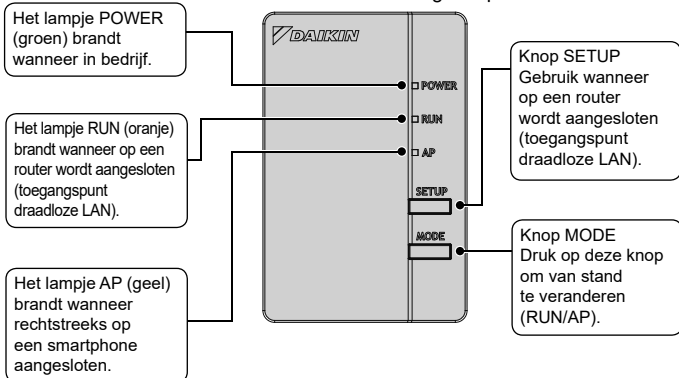 Het lampje POWER
(groen) brandt
wanneer in bedrijf.
Het lampje RUN (oranje)
brandt wanneer op een
router wordt aangesloten
(toegangspunt
draadloze LAN).
Het lampje AP (geel)
brandt wanneer
rechtstreeks op
een smartphone
aangesloten.
DAIKIN
POWER
RUN
AP
SETUP
MODE
Knop SETUP
Gebruik wanneer
op een router
wordt aangesloten
(toegangspunt
draadloze LAN).
Knop MODE
Druk op deze knop
om van stand
te veranderen
(RUN/AP).